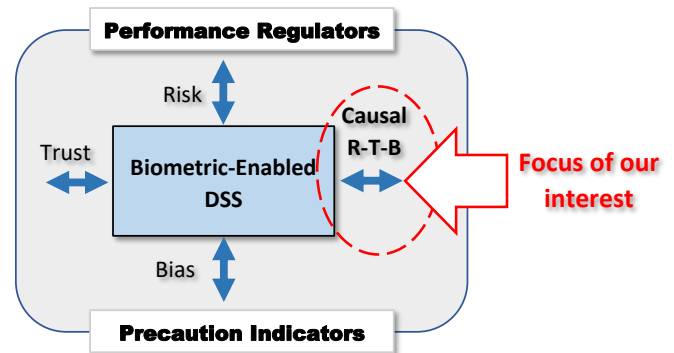 Performance Regulators
Risk
Causal
R-T-B
Trust
Biometric-Enabled
DSS
Focus of our
interest
Bias
Precaution Indicators